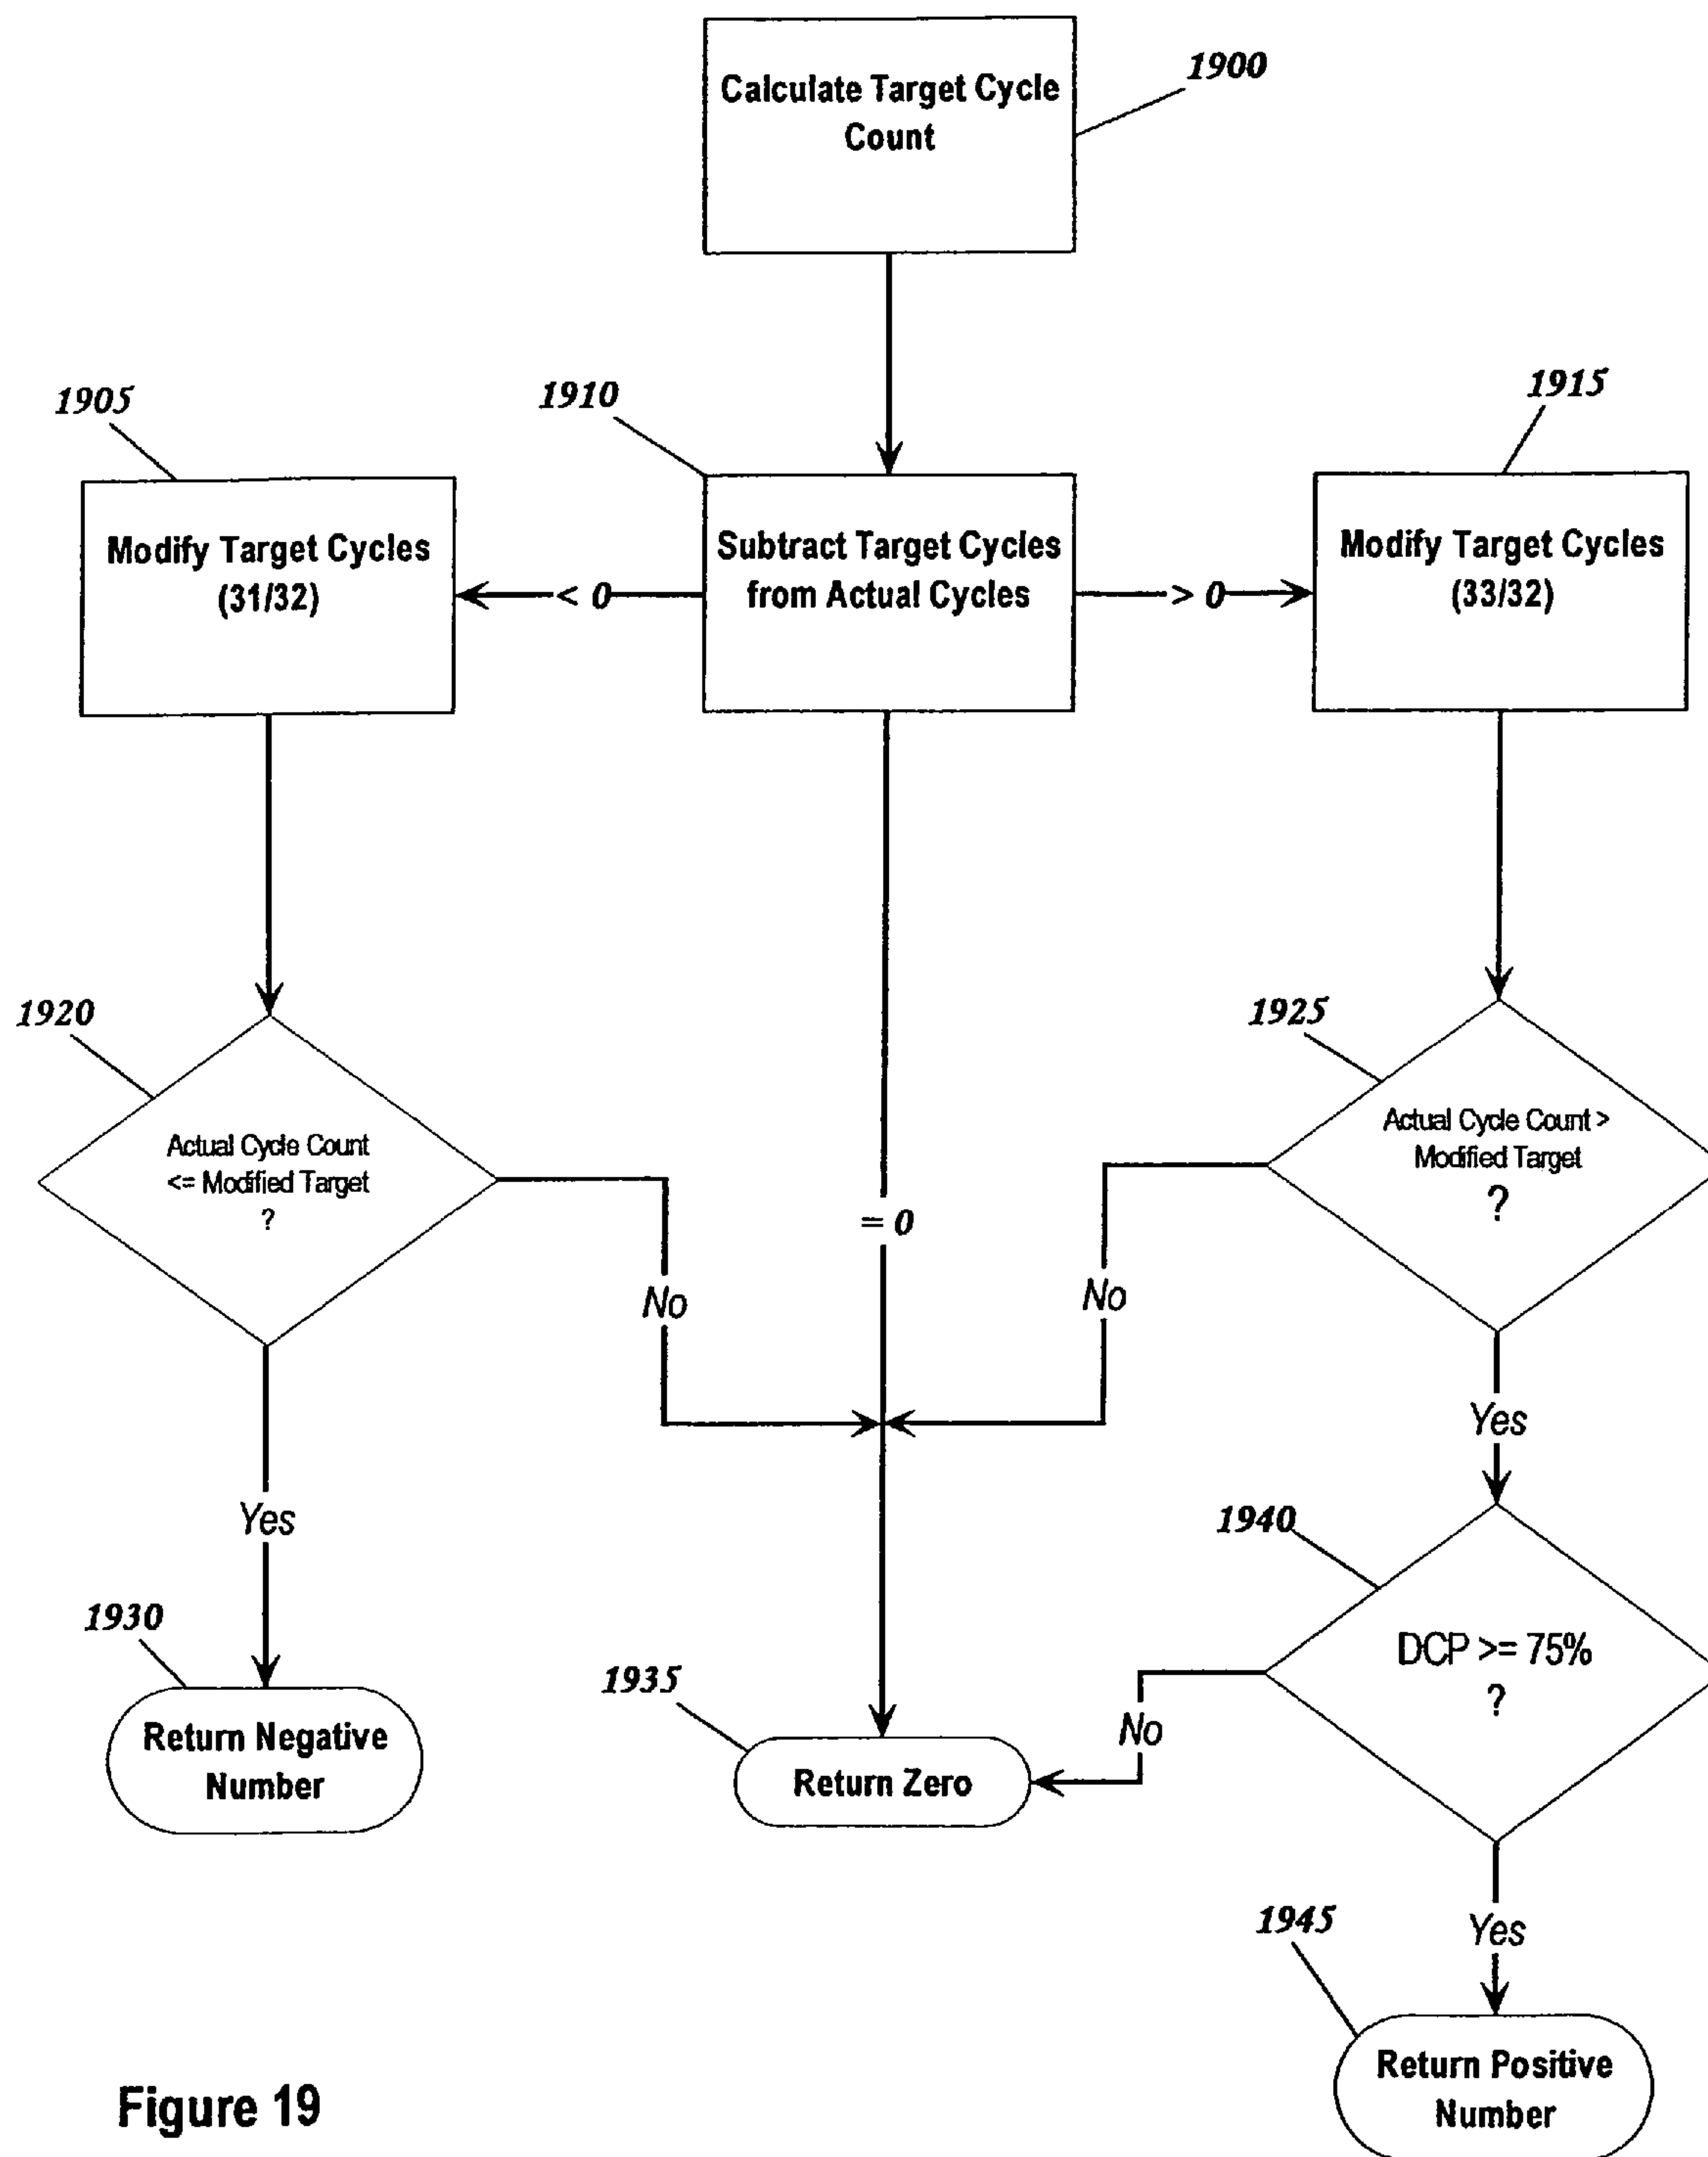 1900
Calculate Target Cycle
Count
1905
1910
1915
Modify Target Cycles
(31/32)
< 0
Subtract Target Cycles
from Actual Cycles
> 0
Modify Target Cycles
(33/32)
1920
1925
Actual Cycle Count
<= Modified Target
?
Actual Cycle Count >
Modified Target
?
= 0
No
No
Yes
Yes
1940
DCP >= 75%
?
1930
1935
Return Negative
Number
Return Zero
No
1945
Yes
Return Positive
Number
Figure 19